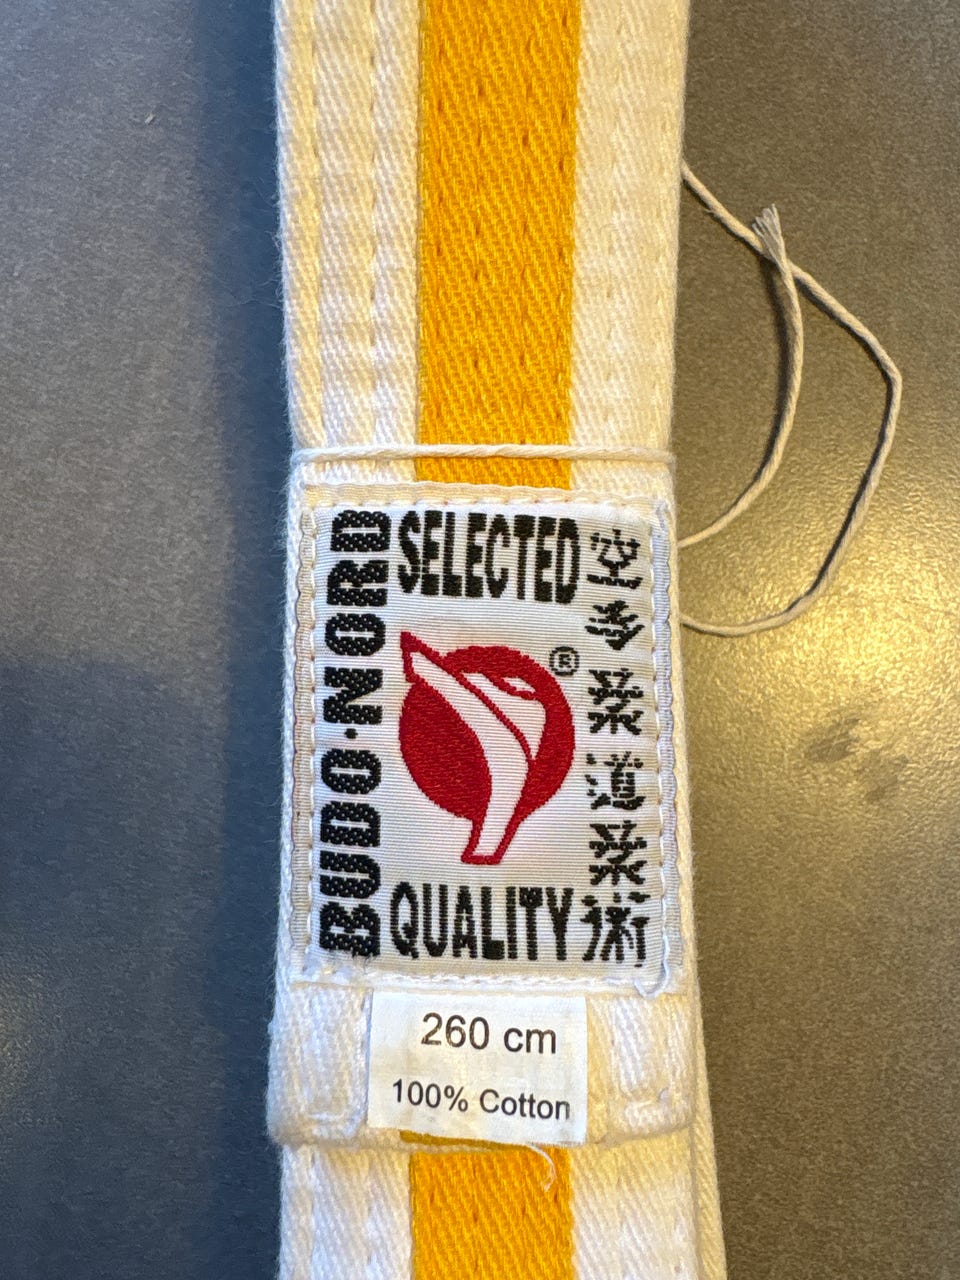 BUDO·NORD
SELECTED
®
QUALITY
空手柔道柔術
260 cm
100% Cotton